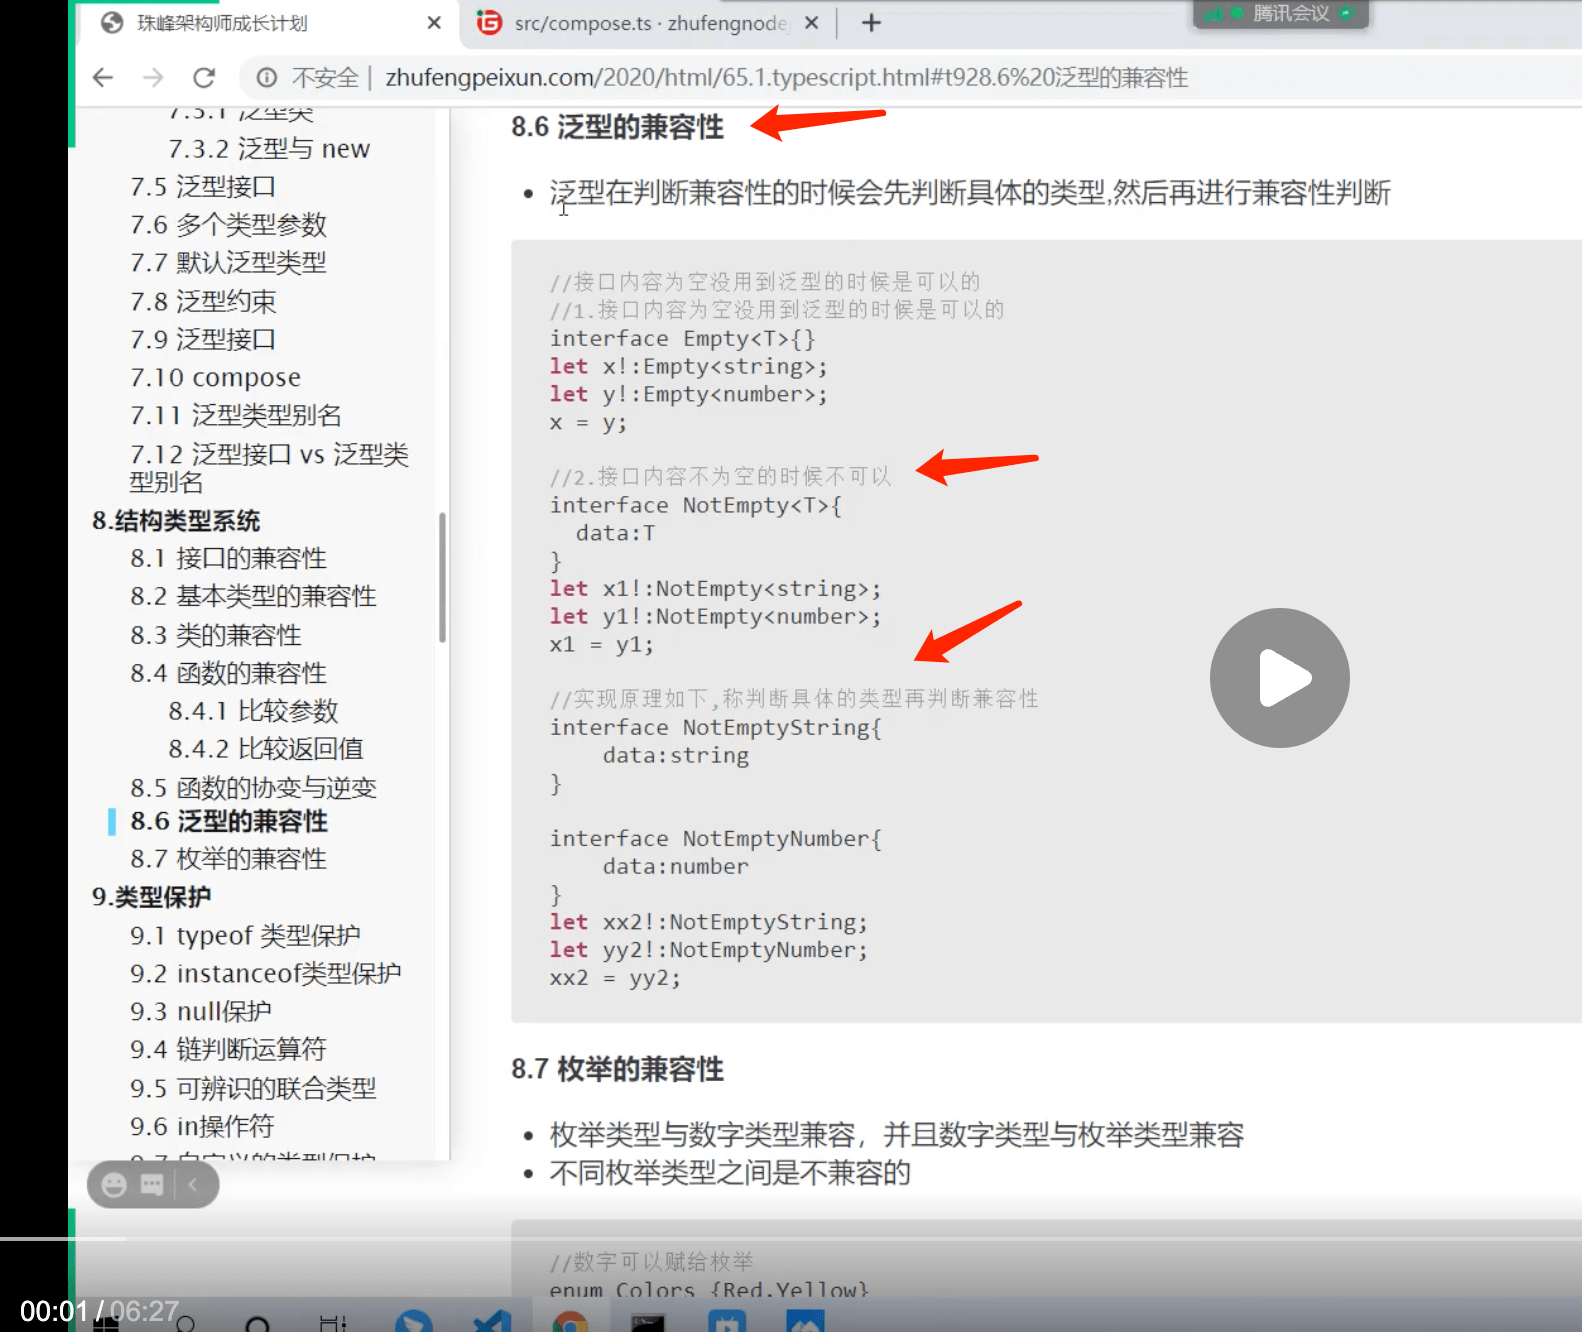 珠峰架构师成长计划
src/compose.ts · zhufengnode
腾讯会议
不安全 | zhufengpeixun.com/2020/html/65.1.typescript.html#t928.6%20泛型的兼容性
7.3.1 泛型类
7.3.2 泛型与 new
7.5 泛型接口
7.6 多个类型参数
7.7 默认泛型类型
7.8 泛型约束
7.9 泛型接口
7.10 compose
7.11 泛型类型别名
7.12 泛型接口 vs 泛型类
型别名
8.结构类型系统
8.1 接口的兼容性
8.2 基本类型的兼容性
8.3 类的兼容性
8.4 函数的兼容性
8.4.1 比较参数
8.4.2 比较返回值
8.5 函数的协变与逆变
8.6 泛型的兼容性
8.7 枚举的兼容性
9.类型保护
9.1 typeof 类型保护
9.2 instanceof类型保护
9.3 null保护
9.4 链判断运算符
9.5 可辨识的联合类型
9.6 in操作符
9.7 自定义的类型保护
8.6 泛型的兼容性
• 泛型在判断兼容性的时候会先判断具体的类型,然后再进行兼容性判断
//接口内容为空没用到泛型的时候是可以的
//1.接口内容为空没用到泛型的时候是可以的
interface Empty<T>{}
let x!:Empty<string>;
let y!:Empty<number>;
x = y;
//2.接口内容不为空的时候不可以
interface NotEmpty<T>{
data:T
}
let x1!:NotEmpty<string>;
let y1!:NotEmpty<number>;
x1 = y1;
//实现原理如下,称判断具体的类型再判断兼容性
interface NotEmptyString{
data:string
}
interface NotEmptyNumber{
data:number
}
let xx2!:NotEmptyString;
let yy2!:NotEmptyNumber;
xx2 = yy2;
8.7 枚举的兼容性
• 枚举类型与数字类型兼容，并且数字类型与枚举类型兼容
• 不同枚举类型之间是不兼容的
//数字可以赋给枚举
enum Colors {Red,Yellow}
00:01 / 06:27